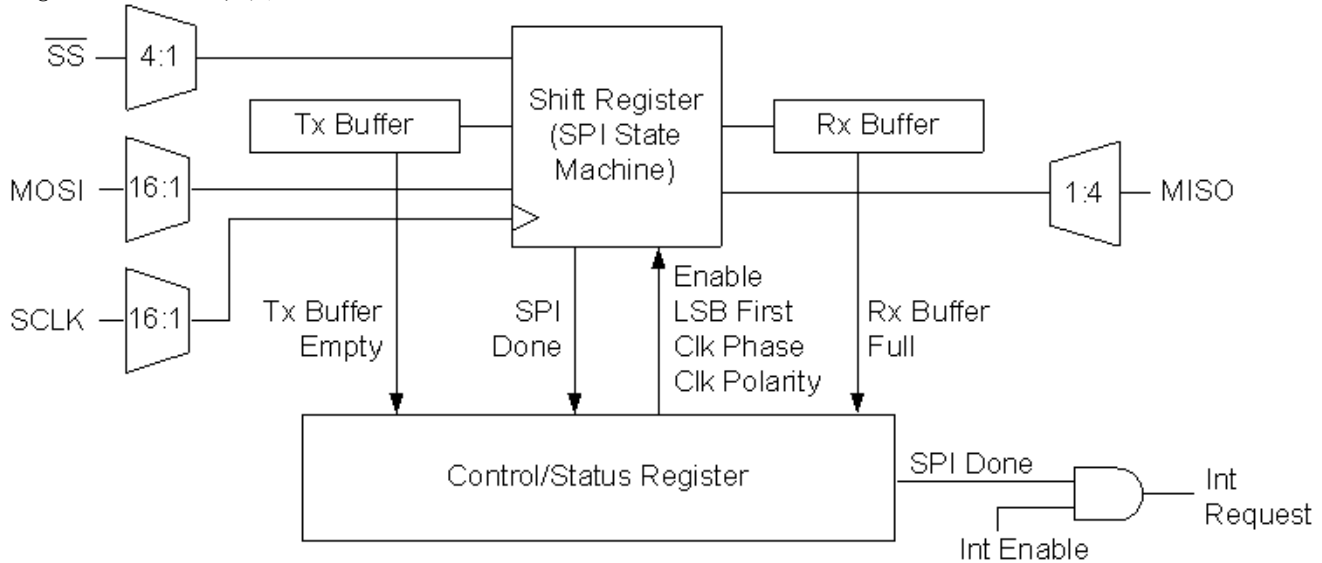 SS
4:1
Tx Buffer
Shift Register
(SPI State
Machine)
Rx Buffer
MOSI
16:1
1:4
MISO
SCLK
16:1
Tx Buffer
Empty
SPI
Done
Enable
LSB First
Clk Phase
Clk Polarity
Rx Buffer
Full
Control/Status Register
SPI Done
Int Enable
Int
Request